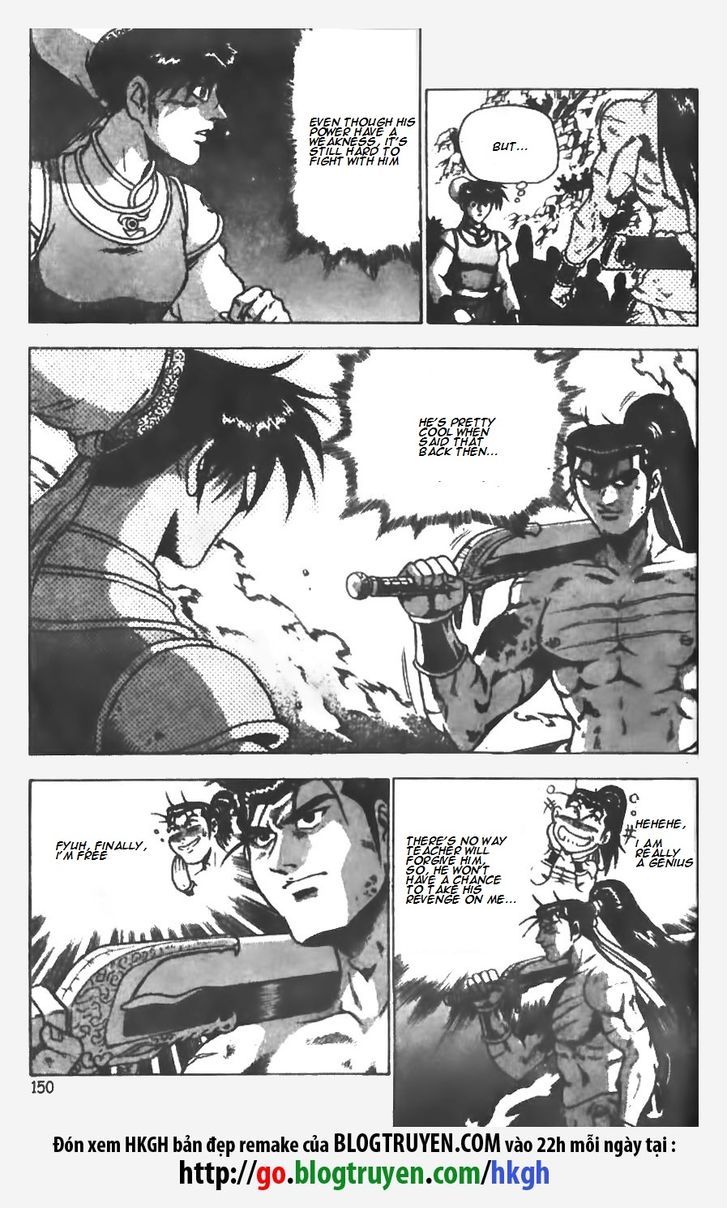 EVEN THOUGH HIS
POWER HAVE A
WEAKNESS, IT'S
STILL HARD TO
FIGHT WITH HIM
BUT...
HE'S PRETTY
COOL WHEN
SAID THAT
BACK THEN...
FYUH, FINALLY,
I'M FREE
THERE'S NO WAY
TEACHER WILL
FORGIVE HIM,
SO, HE WON'T
HAVE A CHANCE
TO TAKE HIS
REVENGE ON ME...
HEHEHE,
I AM
REALLY
A GENIUS
150
Đón xem HKGH bản đẹp remake của BLOGTRUYEN.COM vào 22h mỗi ngày tại :
http://go.blogtruyen.com/hkgh